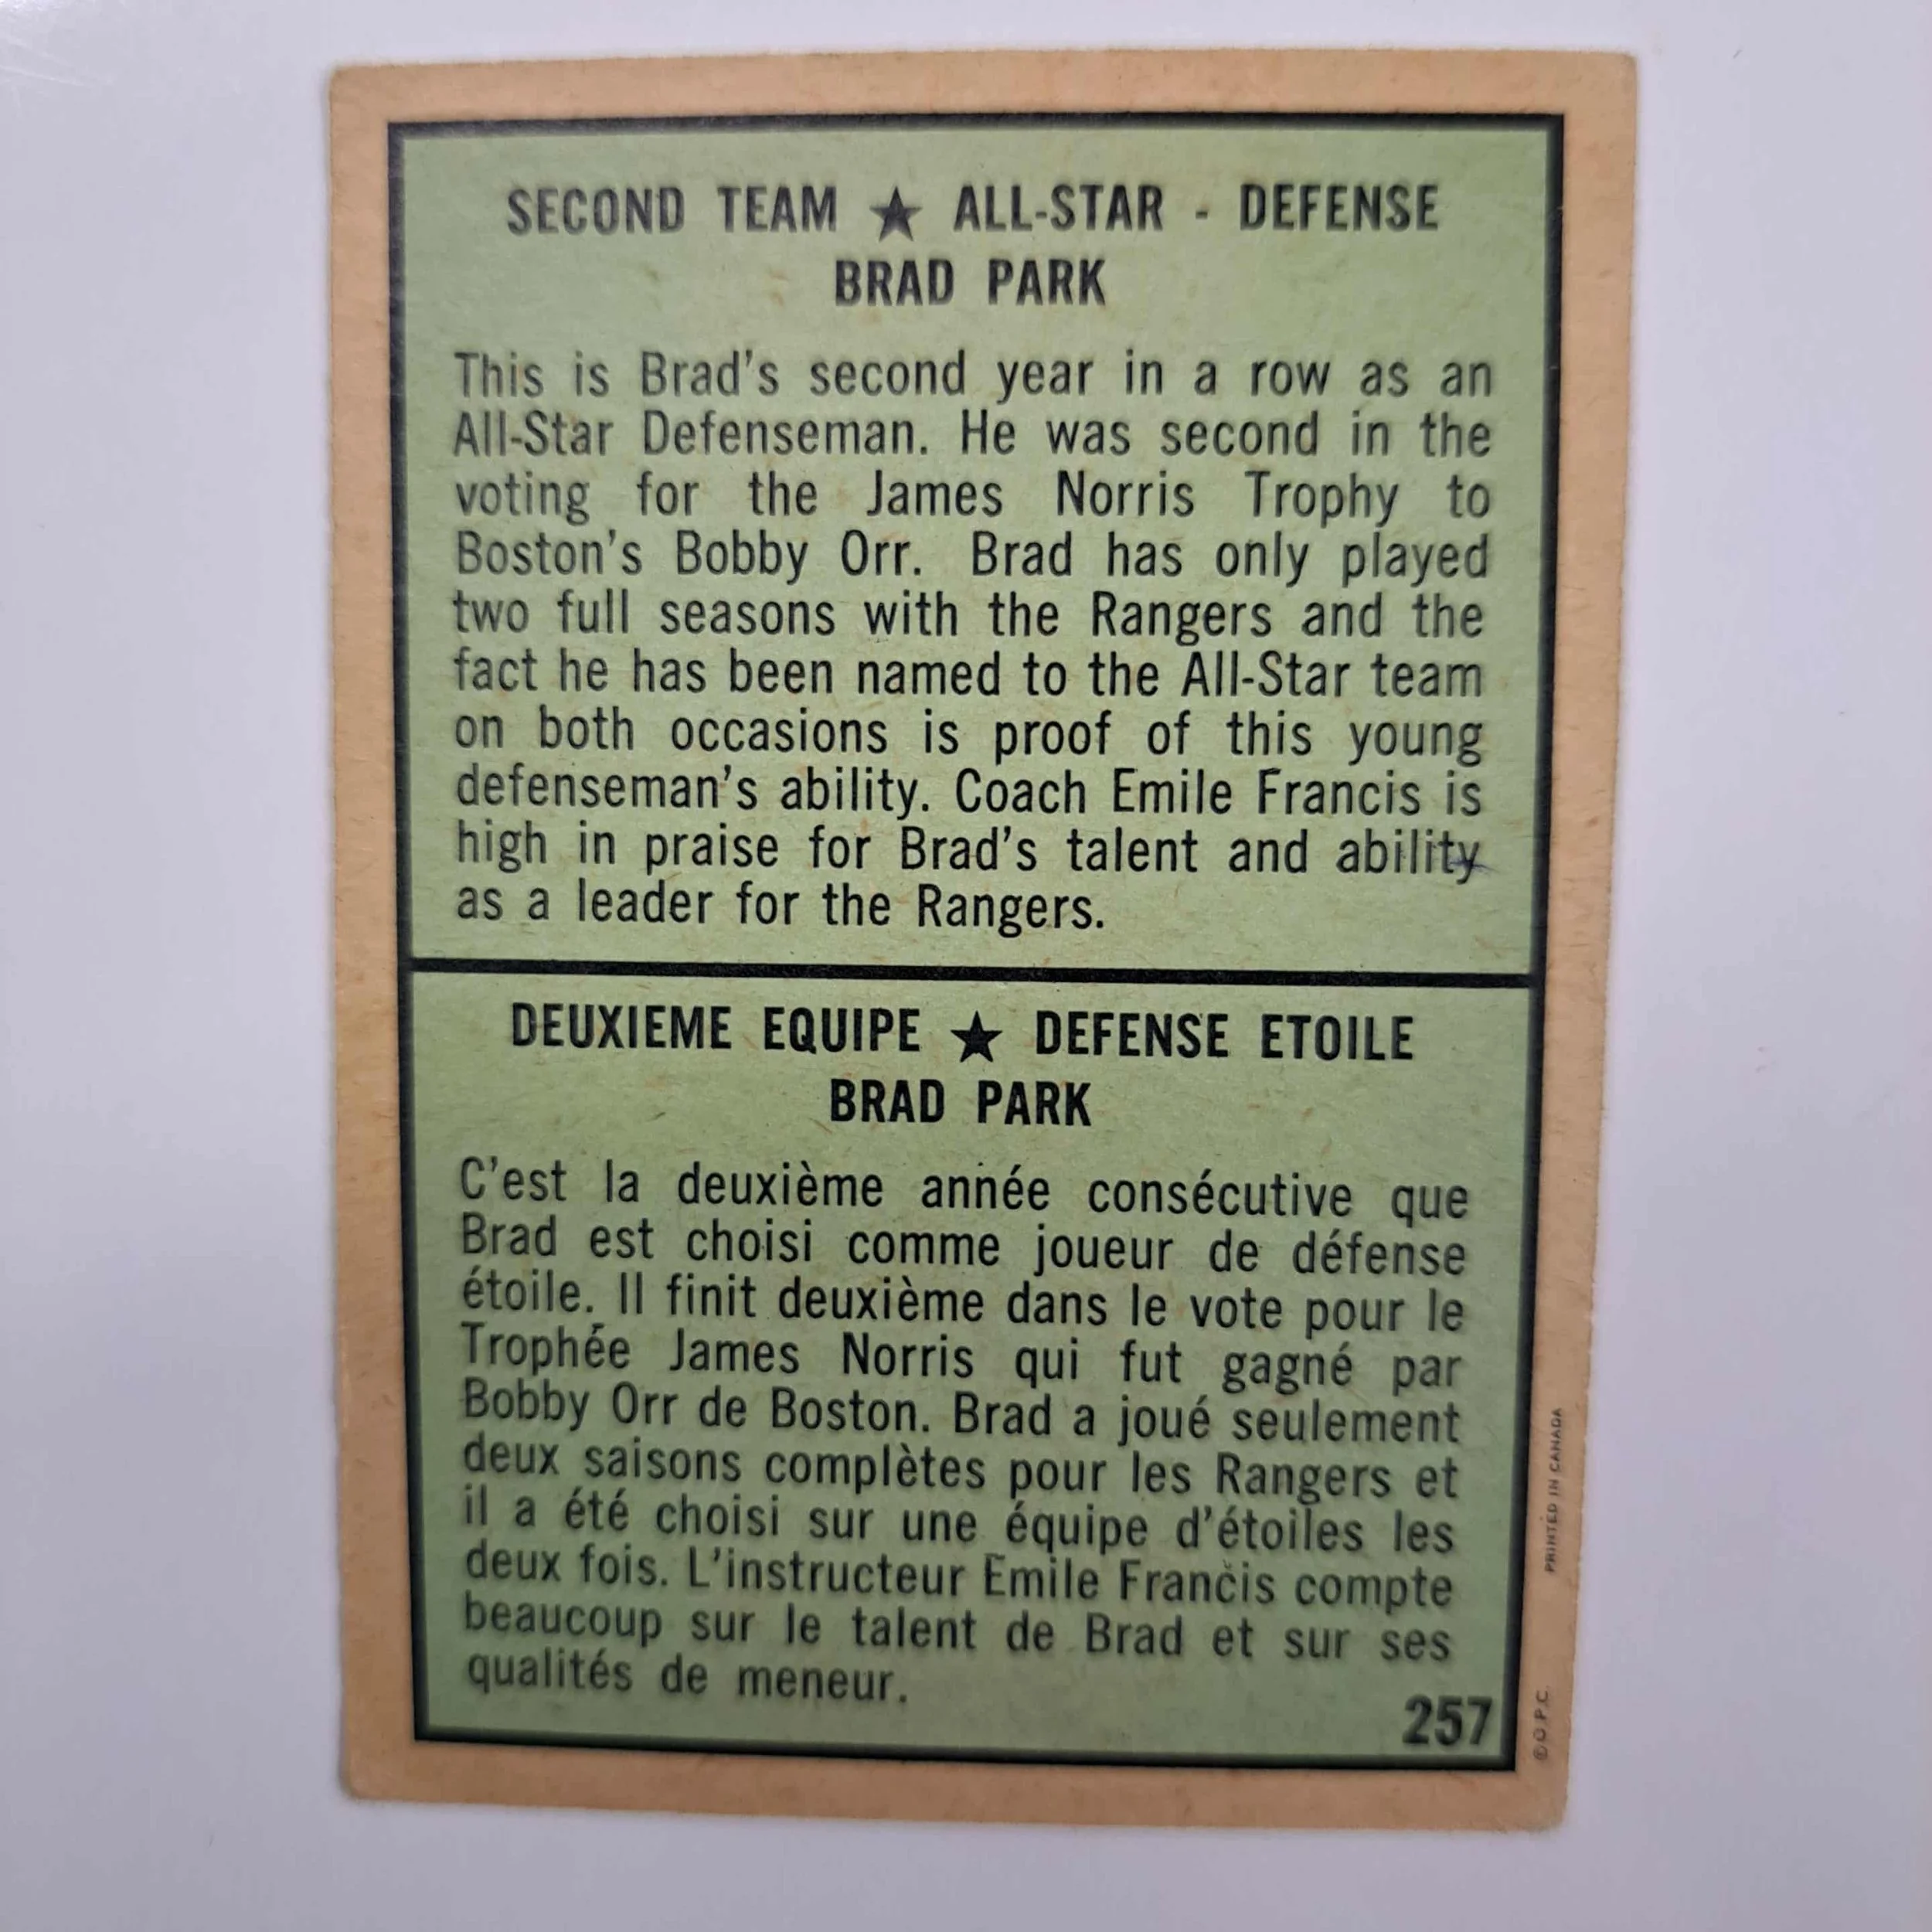 SECOND TEAM ★ ALL-STAR - DEFENSE
BRAD PARK
This is Brad's second year in a row as an
All-Star Defenseman. He was second in the
voting for the James Norris Trophy to
Boston's Bobby Orr. Brad has only played
two full seasons with the Rangers and the
fact he has been named to the All-Star team
on both occasions is proof of this young
defenseman's ability. Coach Emile Francis is
high in praise for Brad's talent and ability
as a leader for the Rangers.
DEUXIEME EQUIPE ★ DEFENSE ETOILE
BRAD PARK
C'est la deuxième année consécutive que
Brad est choisi comme joueur de défense
étoile. Il finit deuxième dans le vote pour le
Trophée James Norris qui fut gagné par
Bobby Orr de Boston. Brad a joué seulement
deux saisons complètes pour les Rangers et
il a été choisi sur une équipe d'étoiles les
deux fois. L'instructeur Emile Francis compte
beaucoup sur le talent de Brad et sur ses
qualités de meneur.
257
©O.P.C.
PRINTED IN CANADA